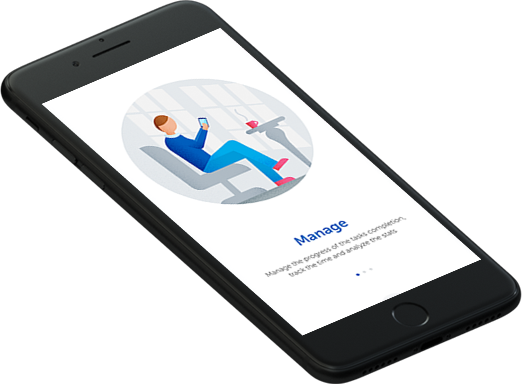 Manage
Manage the progress of the tasks completion,
track the time and analyze the stats